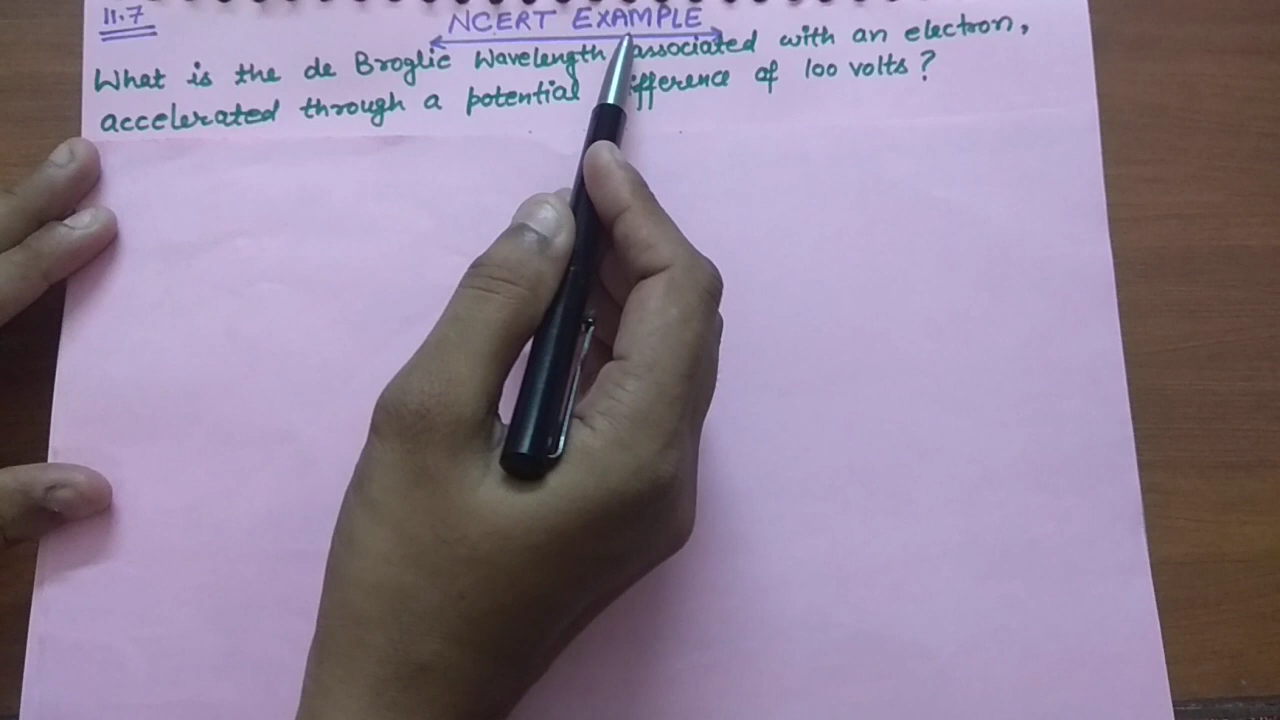 11.7
NCERT EXAMPLE
What is the de Broglie Wavelength associated with an electron,
accelerated through a potential difference of 100 volts?